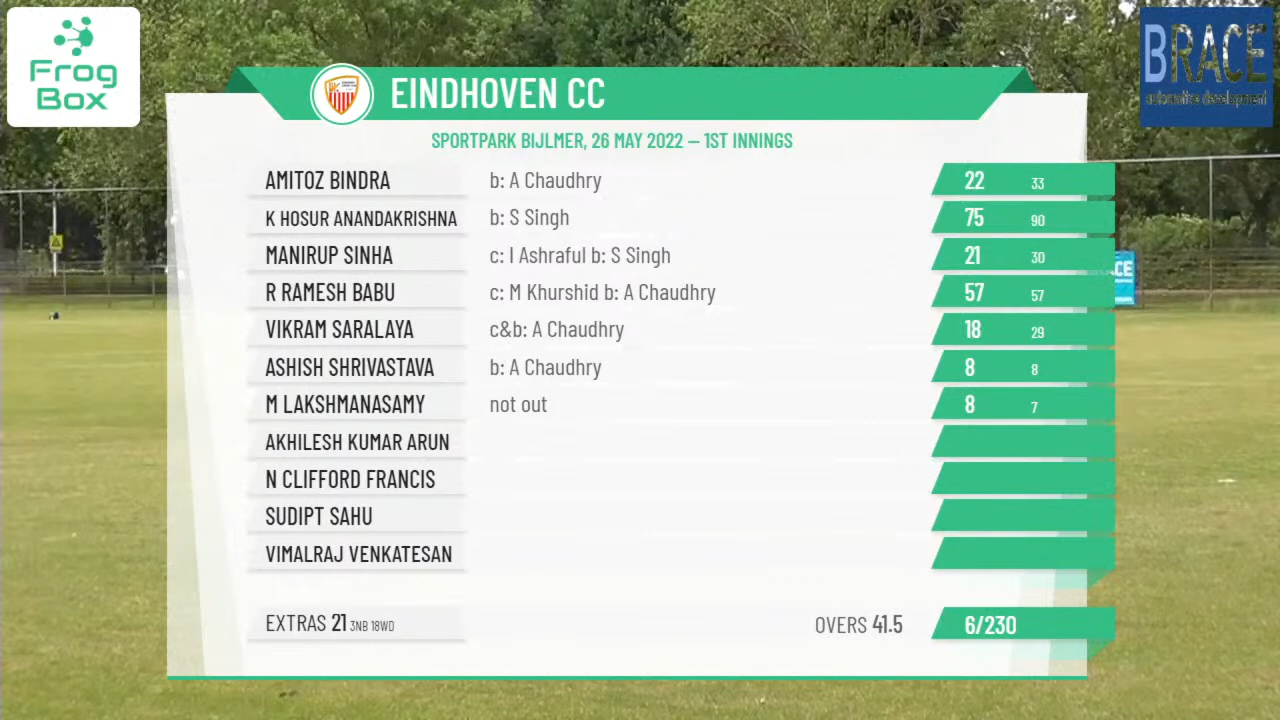 Frog
Box
BRACE
automotive development
EINDHOVEN CC
SPORTPARK BIJLMER, 26 MAY 2022 – 1ST INNINGS
AMITOZ BINDRA b: A Chaudhry 22 33
K HOSUR ANANDAKRISHNA b: S Singh 75 90
MANIRUP SINHA c: I Ashraful b: S Singh 21 30
R RAMESH BABU c: M Khurshid b: A Chaudhry 57 57
VIKRAM SARALAYA c&b: A Chaudhry 18 29
ASHISH SHRIVASTAVA b: A Chaudhry 8 8
M LAKSHMANASAMY not out 8 7
AKHILESH KUMAR ARUN
N CLIFFORD FRANCIS
SUDIPT SAHU
VIMALRAJ VENKATESAN
EXTRAS 21 3NB 18WD OVERS 41.5 6/230